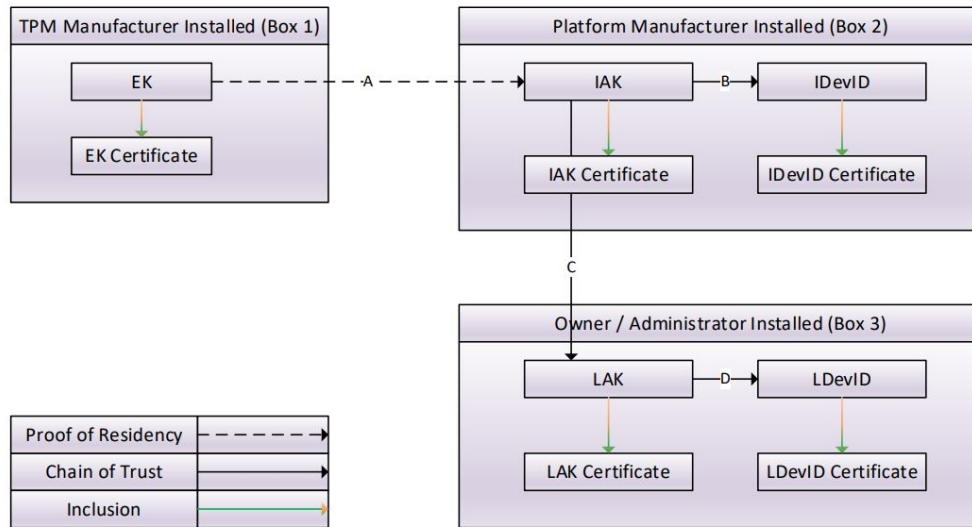 TPM Manufacturer Installed (Box 1)
EK
EK Certificate
A
Platform Manufacturer Installed (Box 2)
IAK
B
IDevID
IAK Certificate
IDevID Certificate
C
Owner / Administrator Installed (Box 3)
LAK
D
LDevID
LAK Certificate
LDevID Certificate
Proof of Residency
Chain of Trust
Inclusion